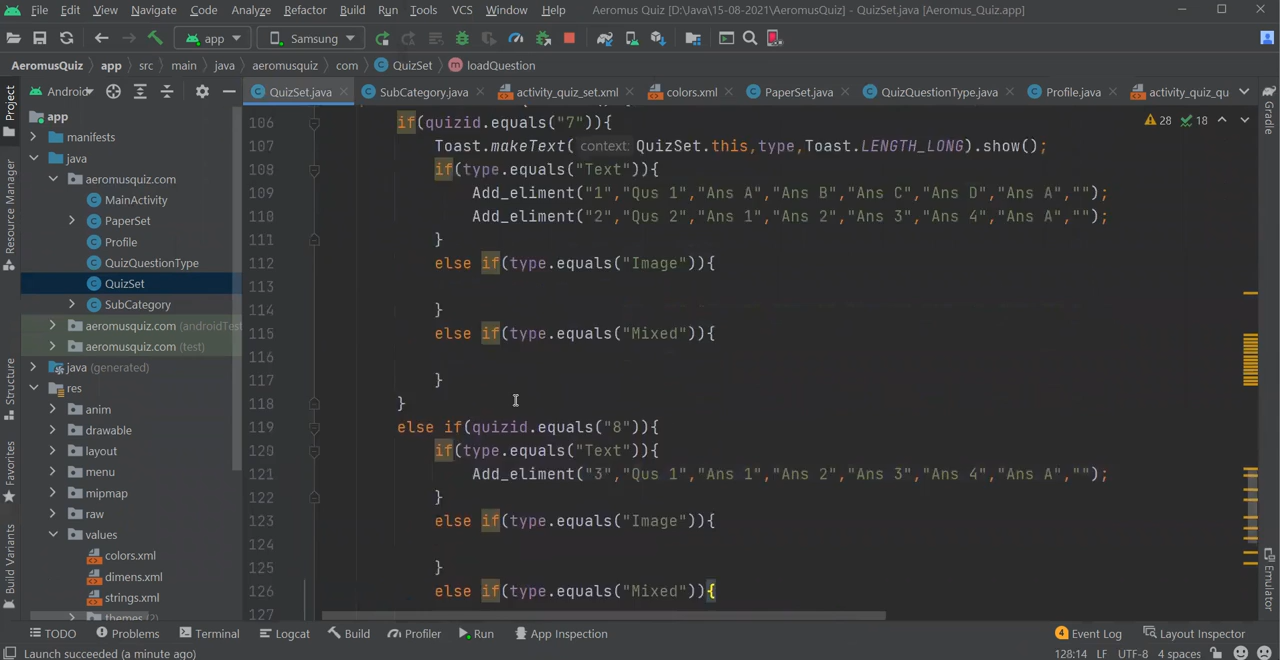 File Edit View Navigate Code Analyze Refactor Build Run Tools VCS Window Help Aeromus Quiz [D:\Java\15-08-2021\AeromusQuiz] - QuizSet.java [Aeromus_Quiz.app]
app Samsung
AeromusQuiz app src main java aeromusquiz com QuizSet loadQuestion
Android QuizSet.java SubCategory.java activity_quiz_set.xml colors.xml PaperSet.java QuizQuestionType.java Profile.java activity_quiz_qu
Project
Resource Manager
Structure
Favorites
Build Variants
app
manifests
java
aeromusquiz.com
MainActivity
PaperSet
Profile
QuizQuestionType
QuizSet
SubCategory
aeromusquiz.com (androidTest
aeromusquiz.com (test)
java (generated)
res
anim
drawable
layout
menu
mipmap
raw
values
colors.xml
dimens.xml
strings.xml
themes (2)
28 18
106 if(quizid.equals("7")){
107 Toast.makeText( context: QuizSet.this,type,Toast.LENGTH_LONG).show();
108 if(type.equals("Text")){
109 Add_eliment("1","Qus 1","Ans A","Ans B","Ans C","Ans D","Ans A","");
110 Add_eliment("2","Qus 2","Ans 1","Ans 2","Ans 3","Ans 4","Ans A","");
111 }
112 else if(type.equals("Image")){
113
114 }
115 else if(type.equals("Mixed")){
116
117 }
118 }
119 else if(quizid.equals("8")){
120 if(type.equals("Text")){
121 Add_eliment("3","Qus 1","Ans 1","Ans 2","Ans 3","Ans 4","Ans A","");
122 }
123 else if(type.equals("Image")){
124
125 }
126 else if(type.equals("Mixed")){
127
Gradle
Emulator
TODO Problems Terminal Logcat Build Profiler Run App Inspection 4 Event Log Layout Inspector
Launch succeeded (a minute ago) 128:14 LF UTF-8 4 spaces